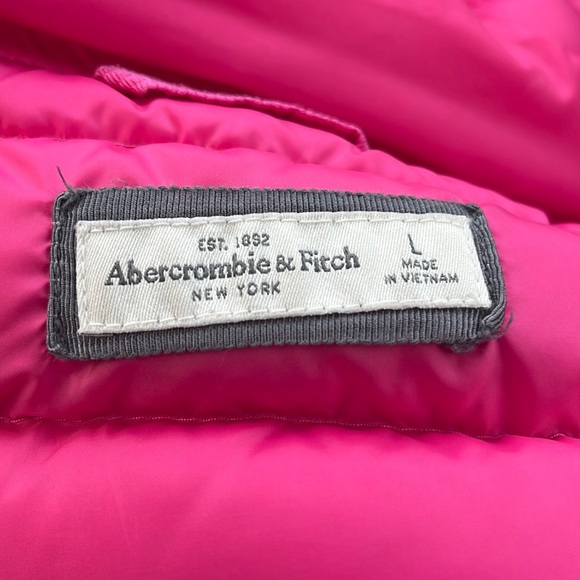 EST. 1892
Abercrombie & Fitch
NEW YORK
L
MADE
IN VIETNAM